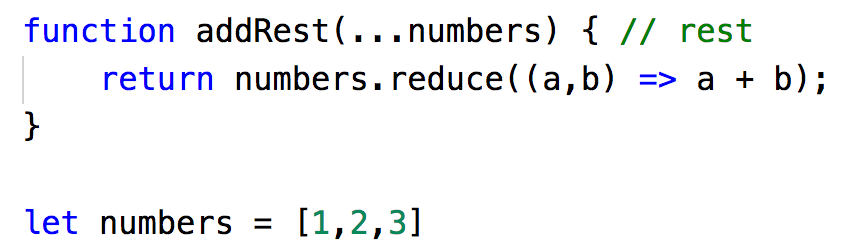 function addRest(...numbers) { // rest
    return numbers.reduce((a,b) => a + b);
}
let numbers = [1,2,3]